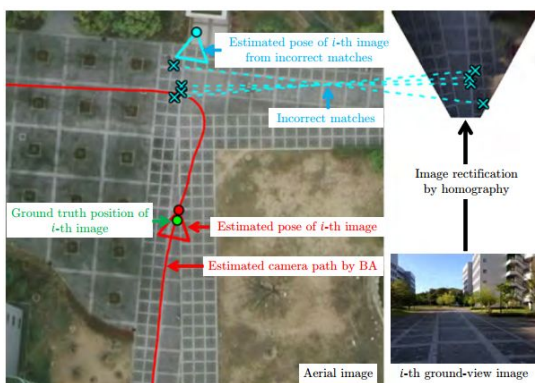 Estimated pose of i-th image
from incorrect matches
Incorrect matches
Image rectification
by homography
Ground truth position of
i-th image
Estimated pose of i-th image
Estimated camera path by BA
Aerial image
i-th ground-view image